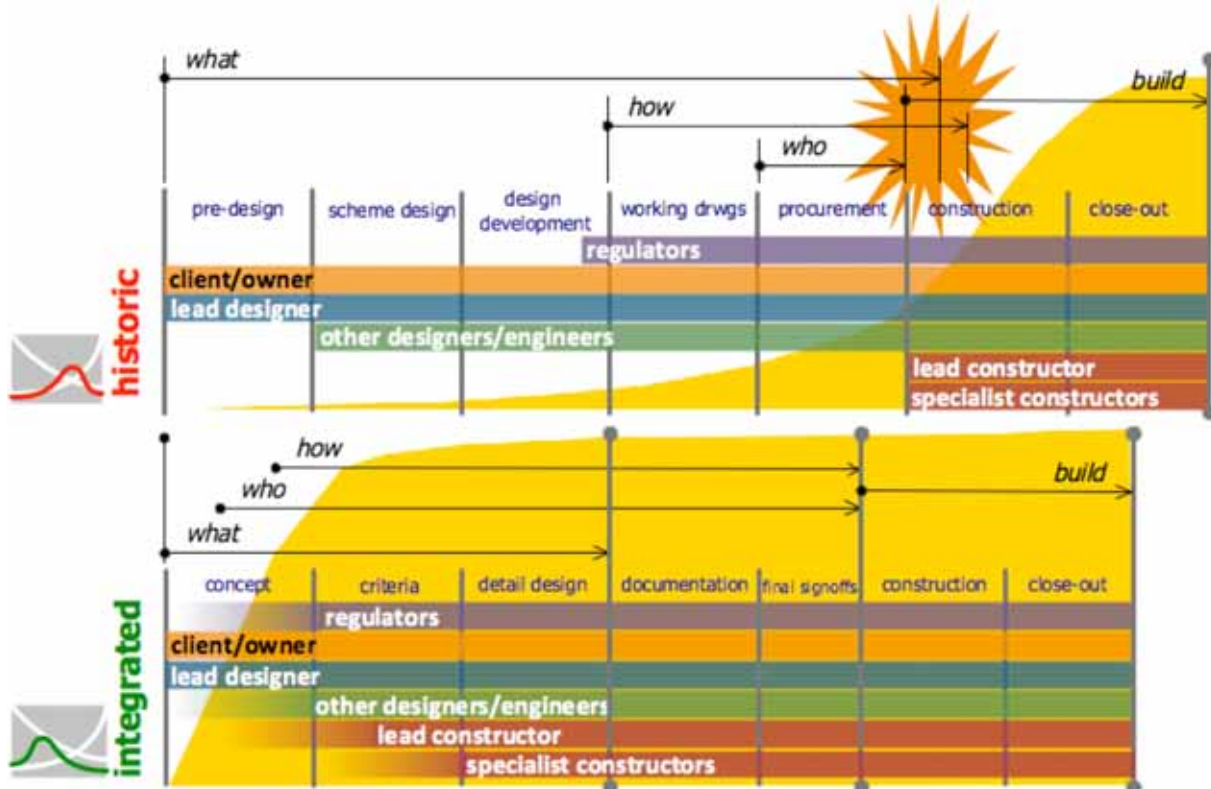 what
build
how
who
pre-design
scheme design
design
development
working drwgs
procurement
construction
close-out
regulators
client/owner
lead designer
other designers/engineers
lead constructor
specialist constructors
historic
how
who
build
what
concept
criteria
detail design
documentation
final signoffs
construction
close-out
regulators
client/owner
lead designer
other designers/engineers
lead constructor
specialist constructors
integrated